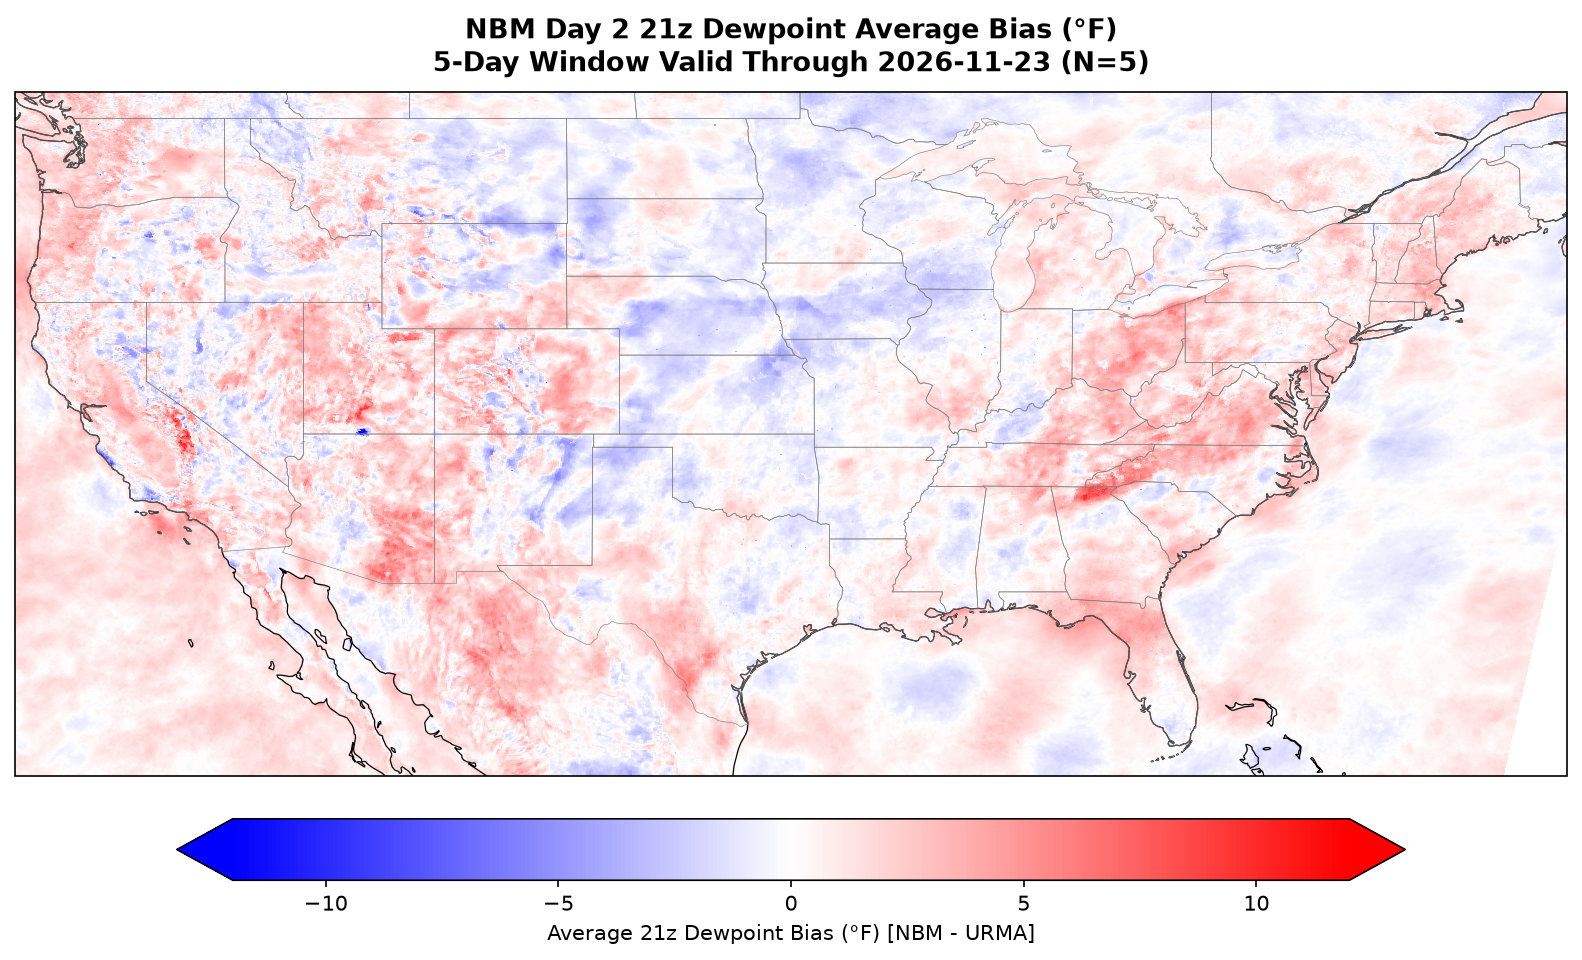 NBM Day 2 21z Dewpoint Average Bias (°F)
5-Day Window Valid Through 2026-11-23 (N=5)
−10 −5 0 5 10
Average 21z Dewpoint Bias (°F) [NBM - URMA]